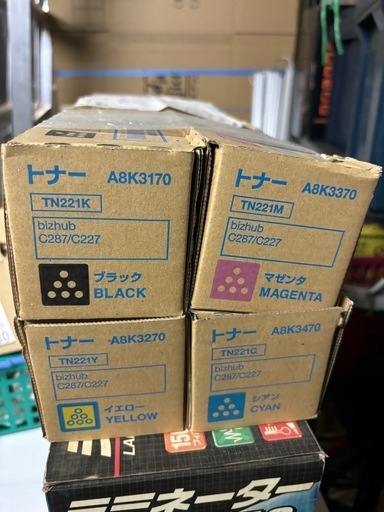 トナー A8K3170
TN221K
bizhub
C287/C227
ブラック
BLACK
トナー A8K3370
TN221M
bizhub
C287/C227
マゼンタ
MAGENTA
トナー A8K3270
TN221Y
bizhub
C287/C227
イエロー
YELLOW
トナー A8K3470
TN221C
bizhub
C287/C227
シアン
CYAN
ミネーター